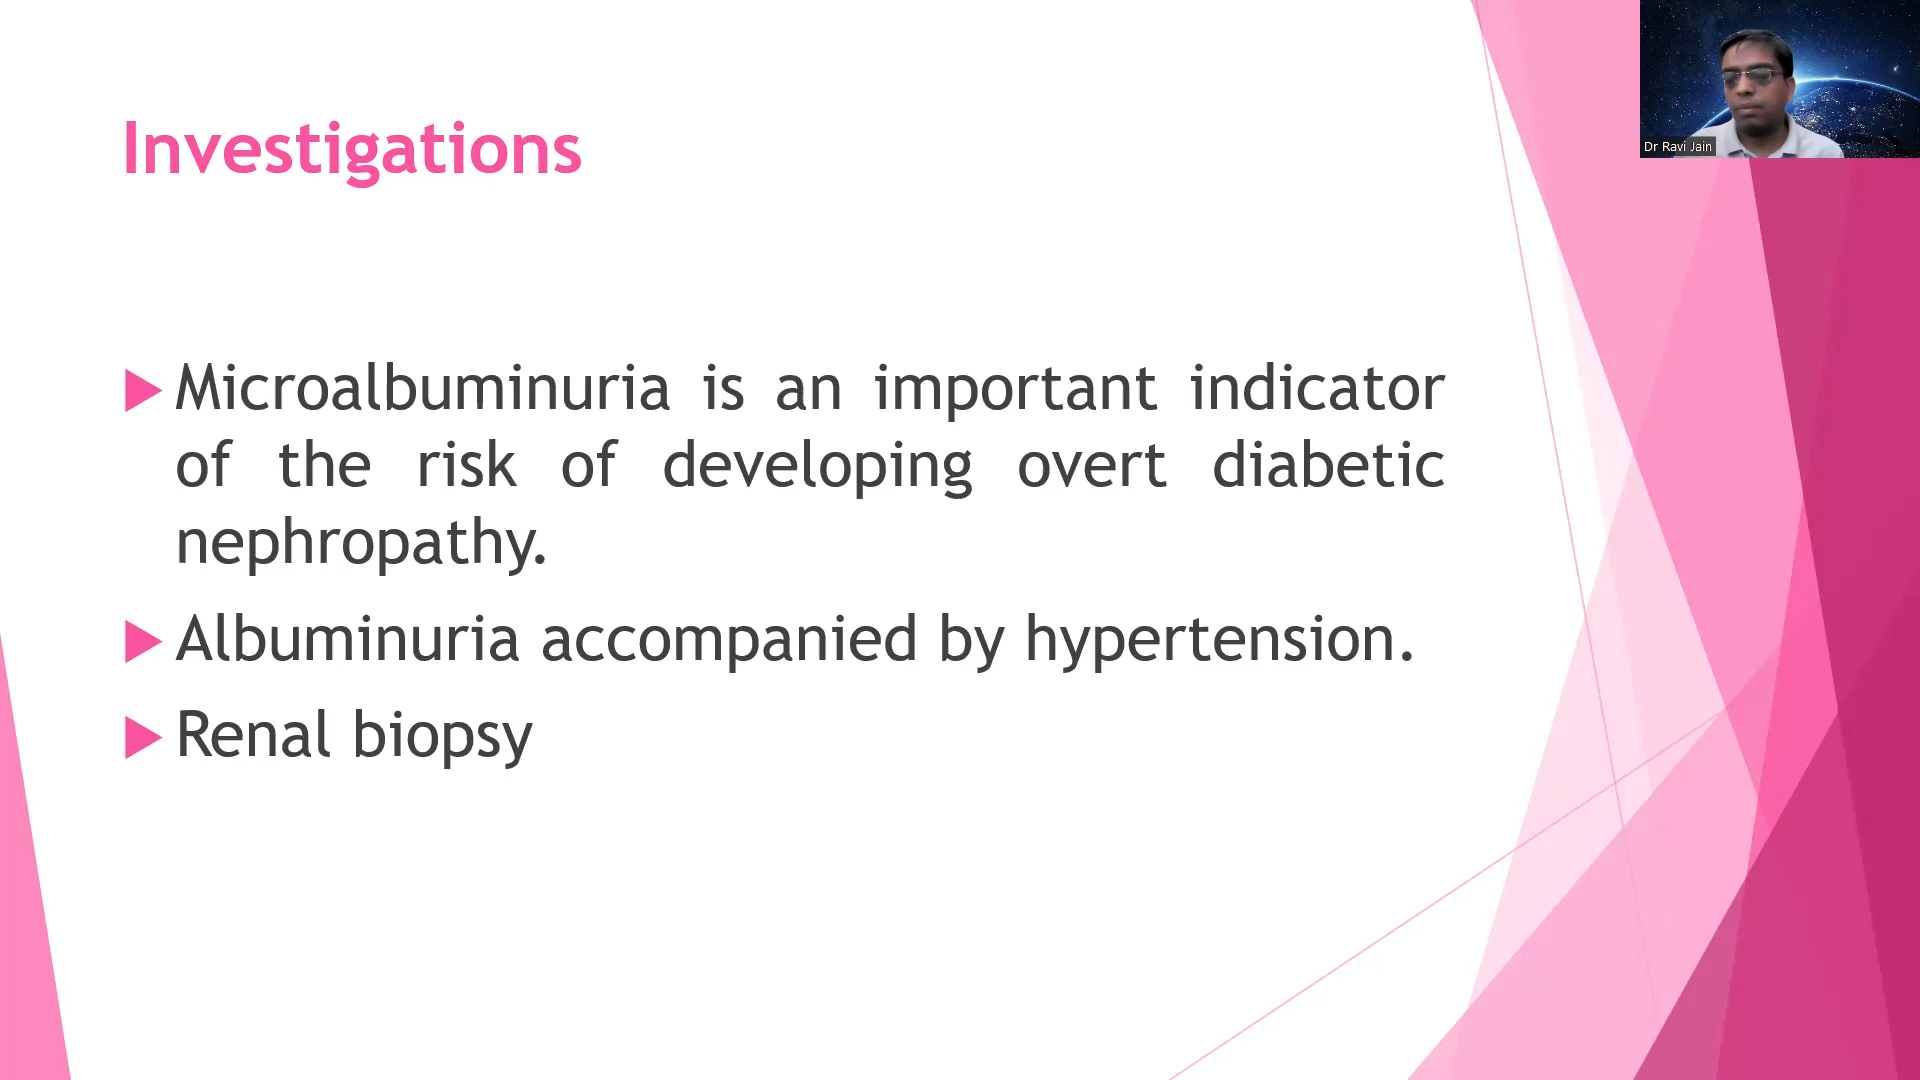 Investigations
Microalbuminuria is an important indicator
of the risk of developing overt diabetic
nephropathy.
Albuminuria accompanied by hypertension.
Renal biopsy
Dr Ravi Jain